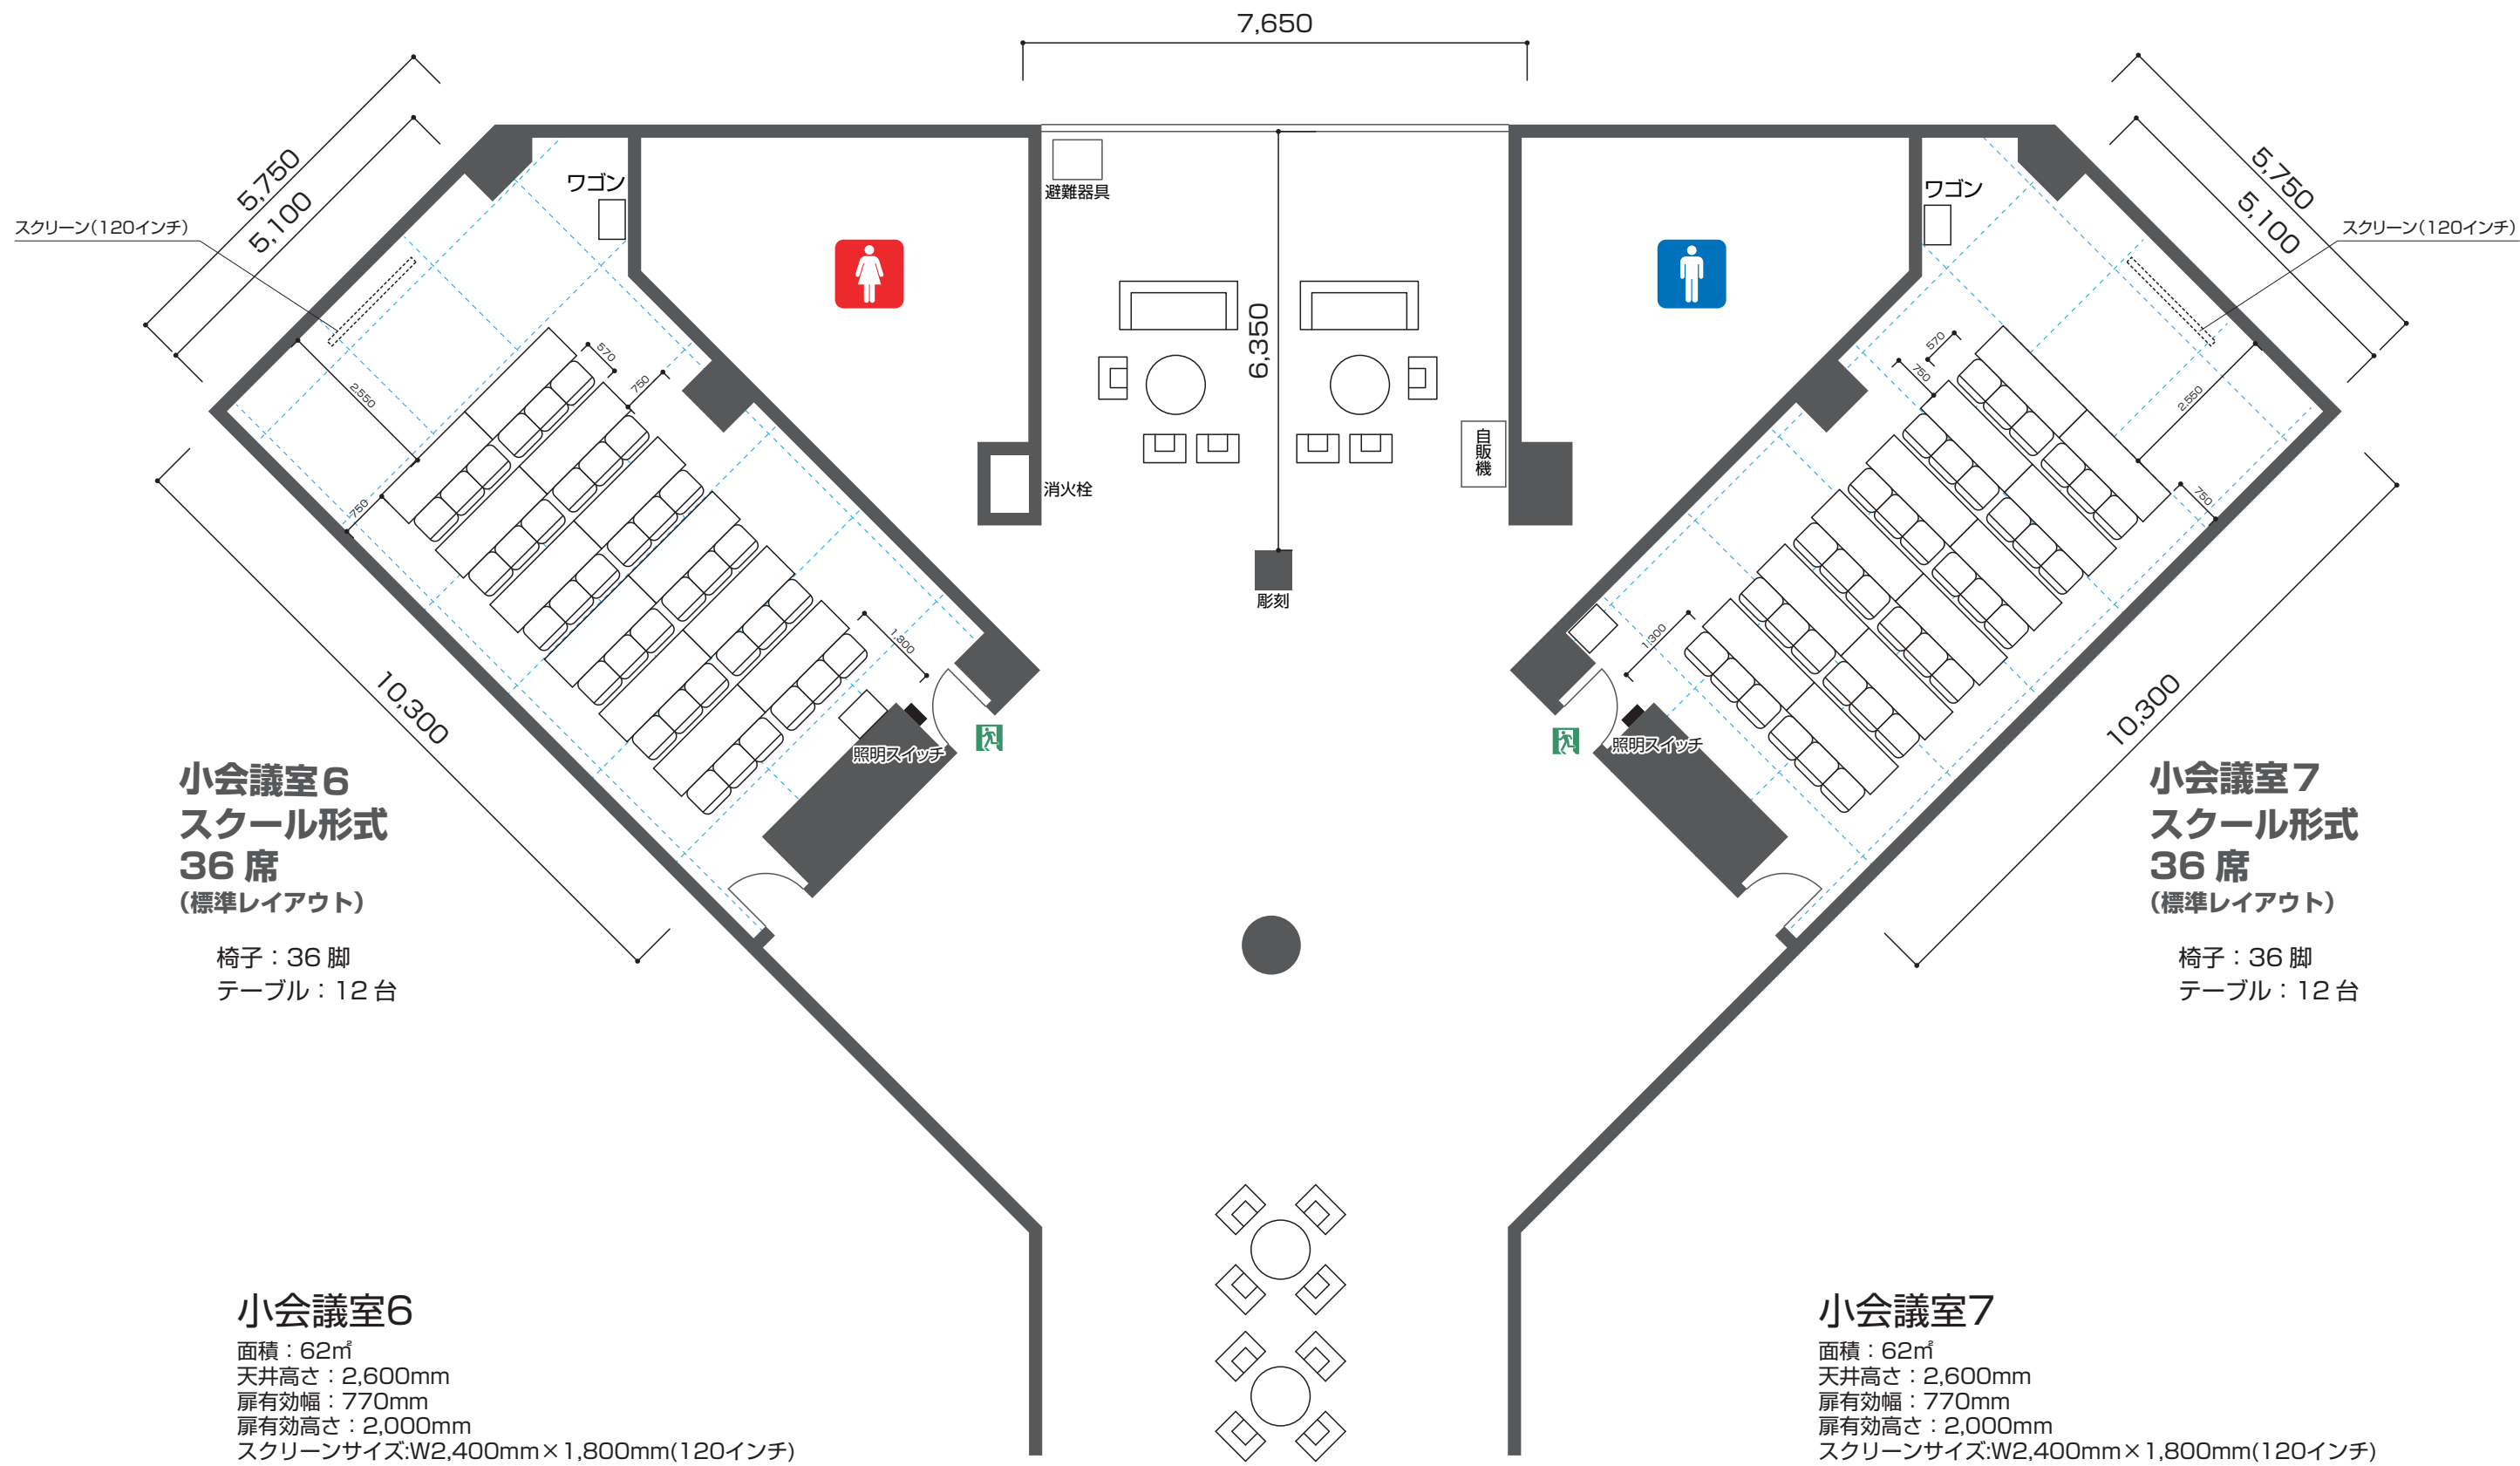 7,650
5,750
5,100
スクリーン(120インチ)
ワゴン
避難器具
6,350
ワゴン
5,750
5,100
スクリーン(120インチ)
570
750
2,550
750
消火栓
自販機
570
750
2,550
750
彫刻
1,300
照明スイッチ
1,300
照明スイッチ
10,300
10,300
小会議室6
スクール形式
36 席
(標準レイアウト)
椅子:36 脚
テーブル:12 台
小会議室7
スクール形式
36 席
(標準レイアウト)
椅子:36 脚
テーブル:12 台
小会議室6
面積:62㎡
天井高さ:2,600mm
扉有効幅:770mm
扉有効高さ:2,000mm
スクリーンサイズ:W2,400mm×1,800mm(120インチ)
小会議室7
面積:62㎡
天井高さ:2,600mm
扉有効幅:770mm
扉有効高さ:2,000mm
スクリーンサイズ:W2,400mm×1,800mm(120インチ)